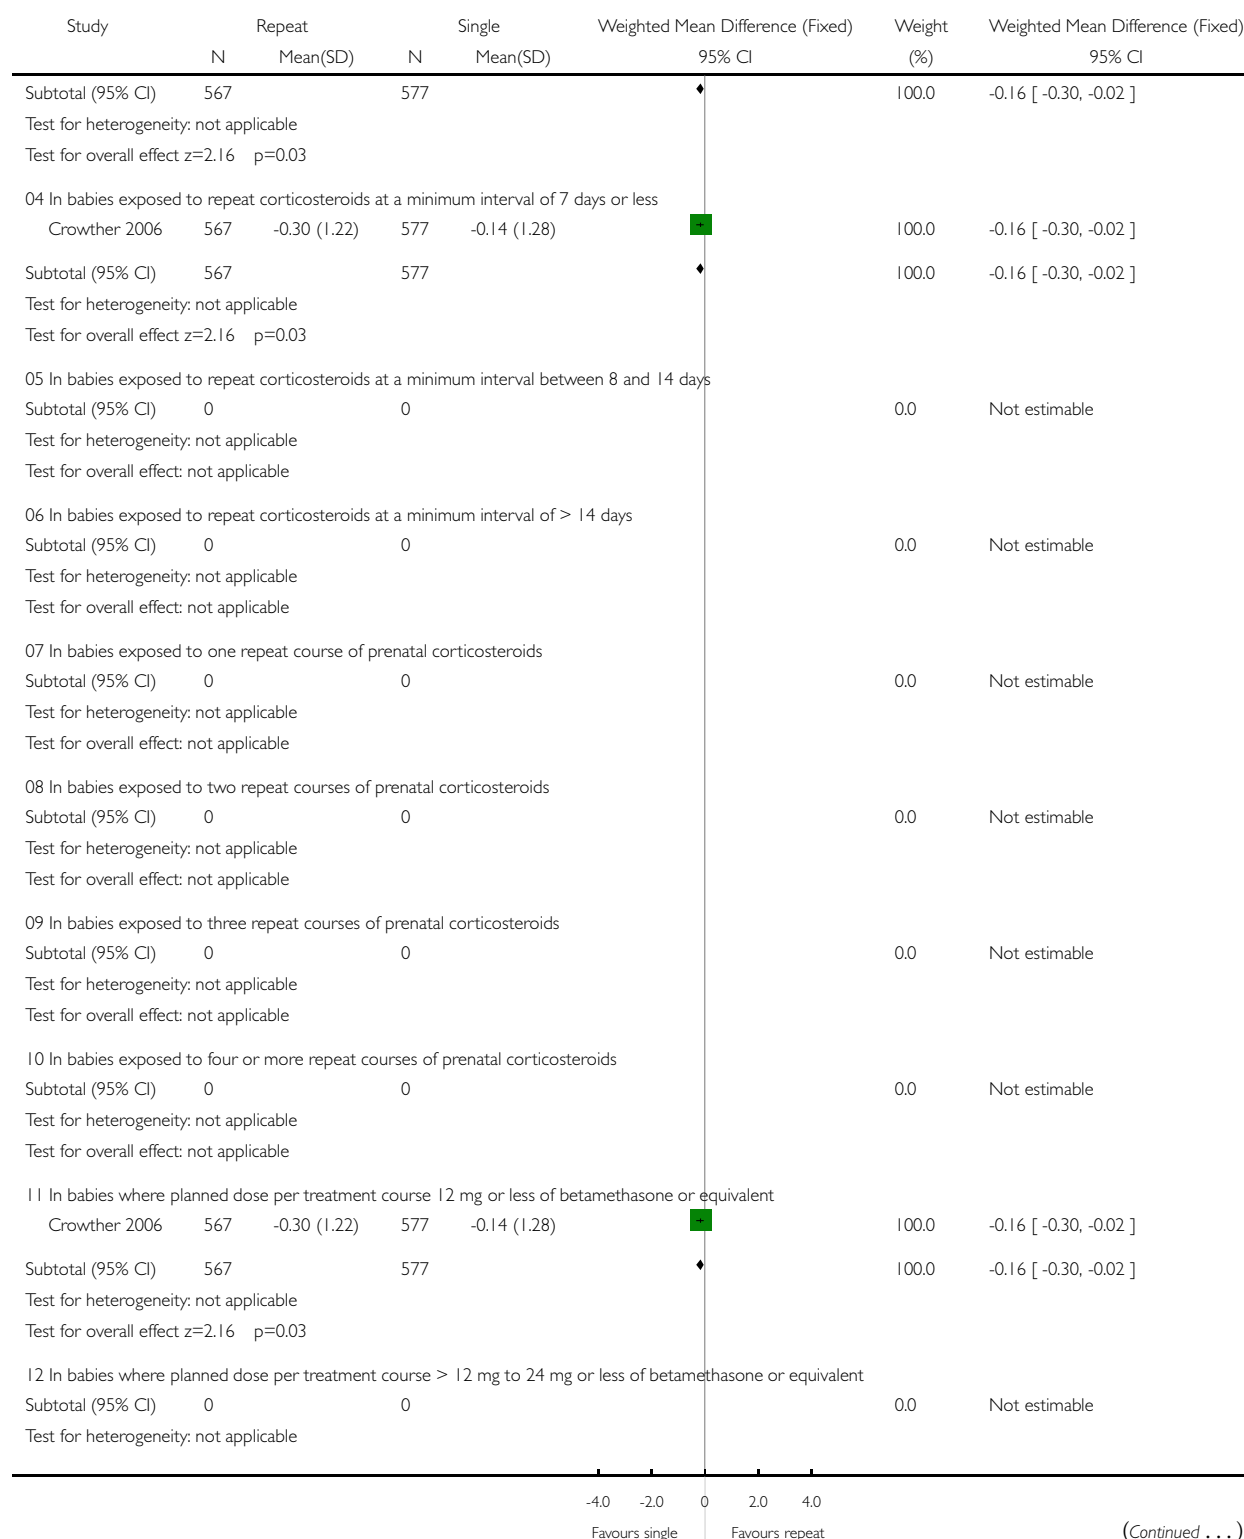 Study Repeat Single Weighted Mean Difference (Fixed) Weight Weighted Mean Difference (Fixed)
N Mean(SD) N Mean(SD) 95% CI (%) 95% CI
Subtotal (95% CI) 567 577 100.0 -0.16 [ -0.30, -0.02 ]
Test for heterogeneity: not applicable
Test for overall effect z=2.16 p=0.03
04 In babies exposed to repeat corticosteroids at a minimum interval of 7 days or less
Crowther 2006 567 -0.30 (1.22) 577 -0.14 (1.28) 100.0 -0.16 [ -0.30, -0.02 ]
Subtotal (95% CI) 567 577 100.0 -0.16 [ -0.30, -0.02 ]
Test for heterogeneity: not applicable
Test for overall effect z=2.16 p=0.03
05 In babies exposed to repeat corticosteroids at a minimum interval between 8 and 14 days
Subtotal (95% CI) 0 0 0.0 Not estimable
Test for heterogeneity: not applicable
Test for overall effect: not applicable
06 In babies exposed to repeat corticosteroids at a minimum interval of > 14 days
Subtotal (95% CI) 0 0 0.0 Not estimable
Test for heterogeneity: not applicable
Test for overall effect: not applicable
07 In babies exposed to one repeat course of prenatal corticosteroids
Subtotal (95% CI) 0 0 0.0 Not estimable
Test for heterogeneity: not applicable
Test for overall effect: not applicable
08 In babies exposed to two repeat courses of prenatal corticosteroids
Subtotal (95% CI) 0 0 0.0 Not estimable
Test for heterogeneity: not applicable
Test for overall effect: not applicable
09 In babies exposed to three repeat courses of prenatal corticosteroids
Subtotal (95% CI) 0 0 0.0 Not estimable
Test for heterogeneity: not applicable
Test for overall effect: not applicable
10 In babies exposed to four or more repeat courses of prenatal corticosteroids
Subtotal (95% CI) 0 0 0.0 Not estimable
Test for heterogeneity: not applicable
Test for overall effect: not applicable
11 In babies where planned dose per treatment course 12 mg or less of betamethasone or equivalent
Crowther 2006 567 -0.30 (1.22) 577 -0.14 (1.28) 100.0 -0.16 [ -0.30, -0.02 ]
Subtotal (95% CI) 567 577 100.0 -0.16 [ -0.30, -0.02 ]
Test for heterogeneity: not applicable
Test for overall effect z=2.16 p=0.03
12 In babies where planned dose per treatment course > 12 mg to 24 mg or less of betamethasone or equivalent
Subtotal (95% CI) 0 0 0.0 Not estimable
Test for heterogeneity: not applicable
-4.0 -2.0 0 2.0 4.0
Favours single Favours repeat (Continued . . . )